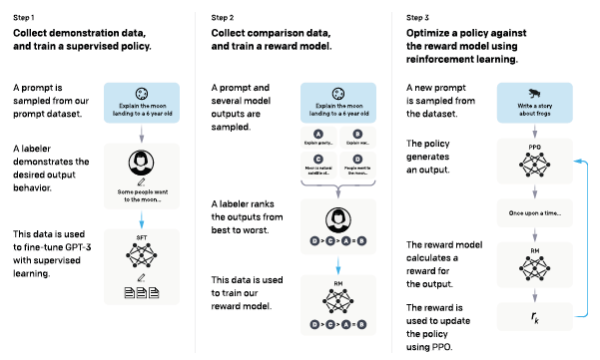 Step 1
Collect demonstration data,
and train a supervised policy.
A prompt is
sampled from our
prompt dataset.
Explain the moon
landing to a 6 year old
A labeler
demonstrates the
desired output
behavior.
Some people went
to the moon...
This data is used
to fine-tune GPT-3
with supervised
learning.
SFT
Step 2
Collect comparison data,
and train a reward model.
A prompt and
several model
outputs are
sampled.
Explain the moon
landing to a 6 year old
A
Explain gravity...
B
Explain war...
C
Moon is natural
satellite of...
D
People went to
the moon...
A labeler ranks
the outputs from
best to worst.
D > C > A = B
This data is used
to train our
reward model.
RM
D > C > A = B
Step 3
Optimize a policy against
the reward model using
reinforcement learning.
A new prompt
is sampled from
the dataset.
Write a story
about frogs
The policy
generates
an output.
PPO
Once upon a time...
The reward model
calculates a
reward for
the output.
RM
The reward is
used to update
the policy
using PPO.
rk